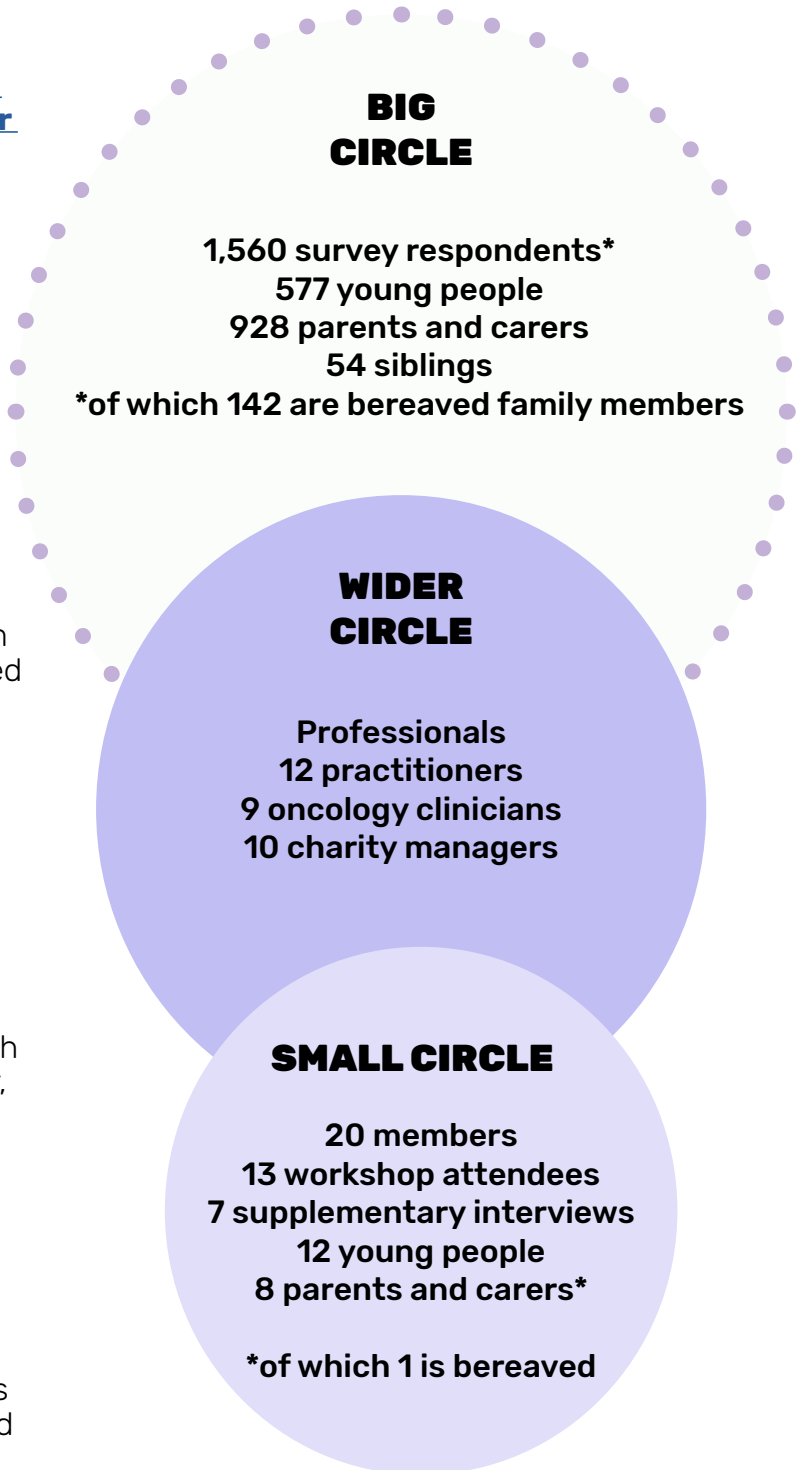 r
BIG
CIRCLE
1,560 survey respondents*
577 young people
928 parents and carers
54 siblings
*of which 142 are bereaved family members
WIDER
CIRCLE
Professionals
12 practitioners
9 oncology clinicians
10 charity managers
SMALL CIRCLE
20 members
13 workshop attendees
7 supplementary interviews
12 young people
8 parents and carers*
*of which 1 is bereaved